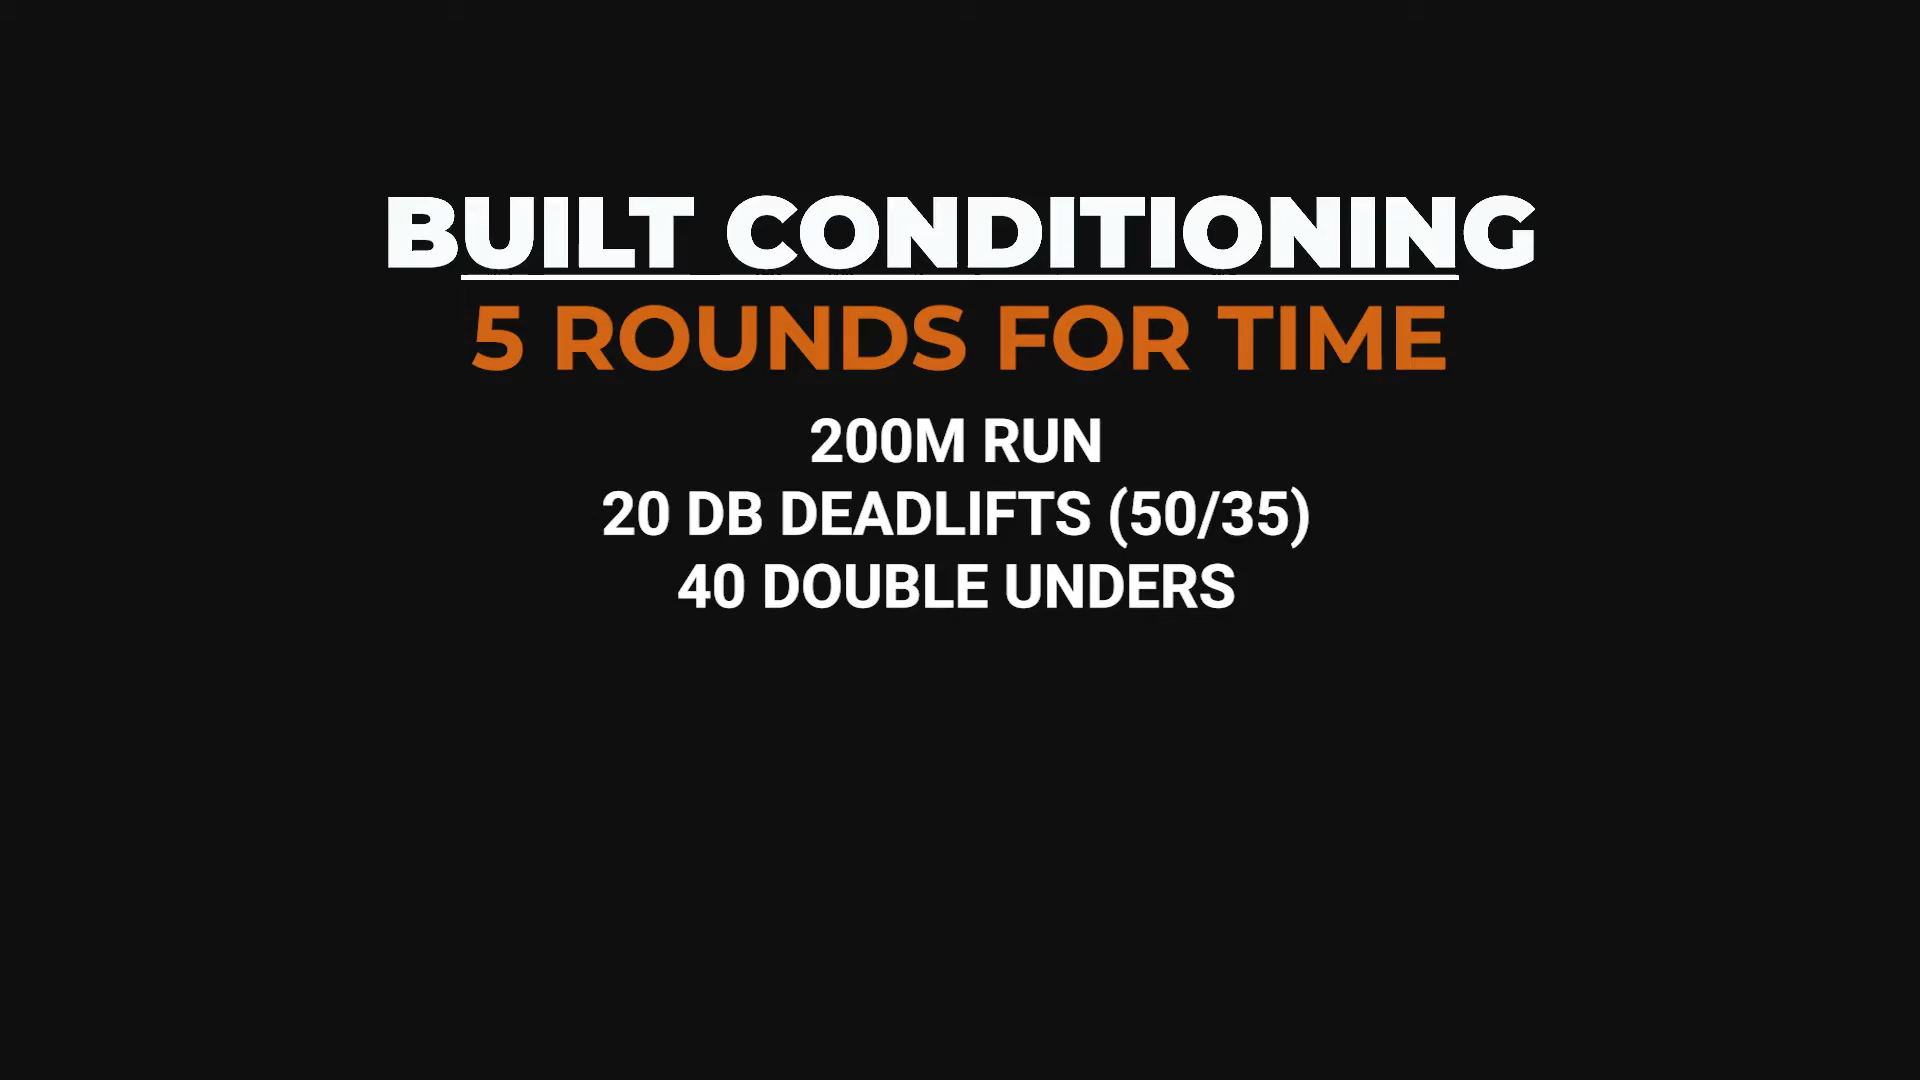 BUILT CONDITIONING
5 ROUNDS FOR TIME
200M RUN
20 DB DEADLIFTS (50/35)
40 DOUBLE UNDERS